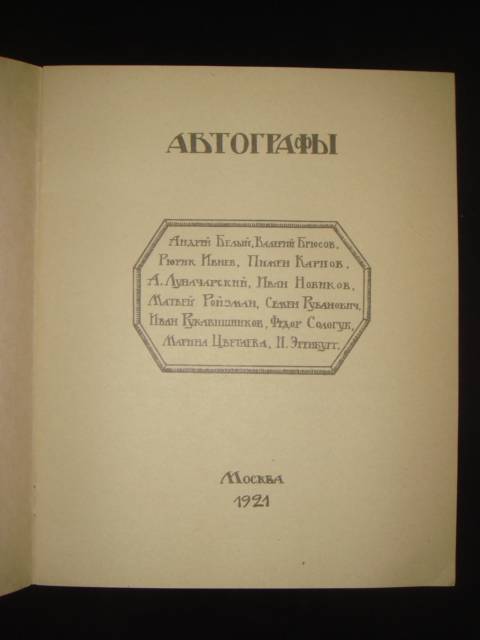 АВТОГРАФЫ
Андрей Белый, Валерий Брюсов,
Рюрик Ивнев, Пимен Карпов,
А. Луначарский, Иван Новиков,
Матвей Ройзман, Семен Рубанович,
Иван Рукавишников, Федор Сологуб,
Марина Цветаева, И. Эренбург.
Москва
1921